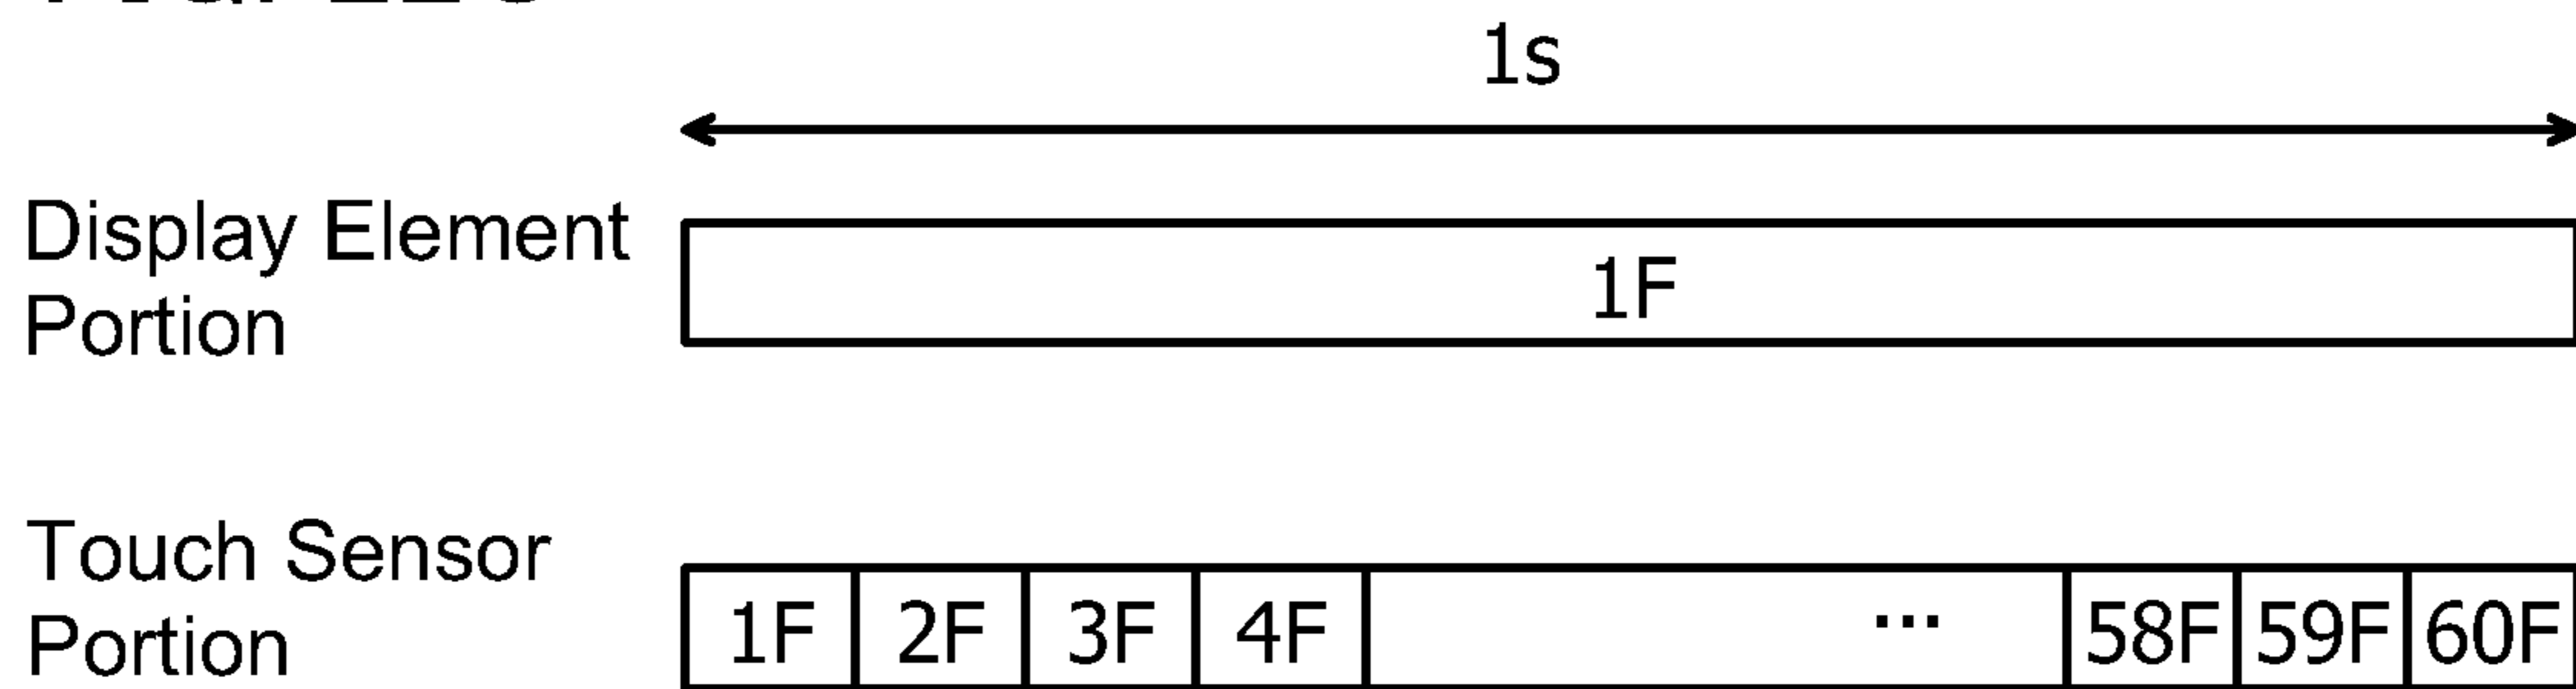 1s
Display Element
Portion
1F
Touch Sensor
Portion
1F 2F 3F 4F ... 58F 59F 60F